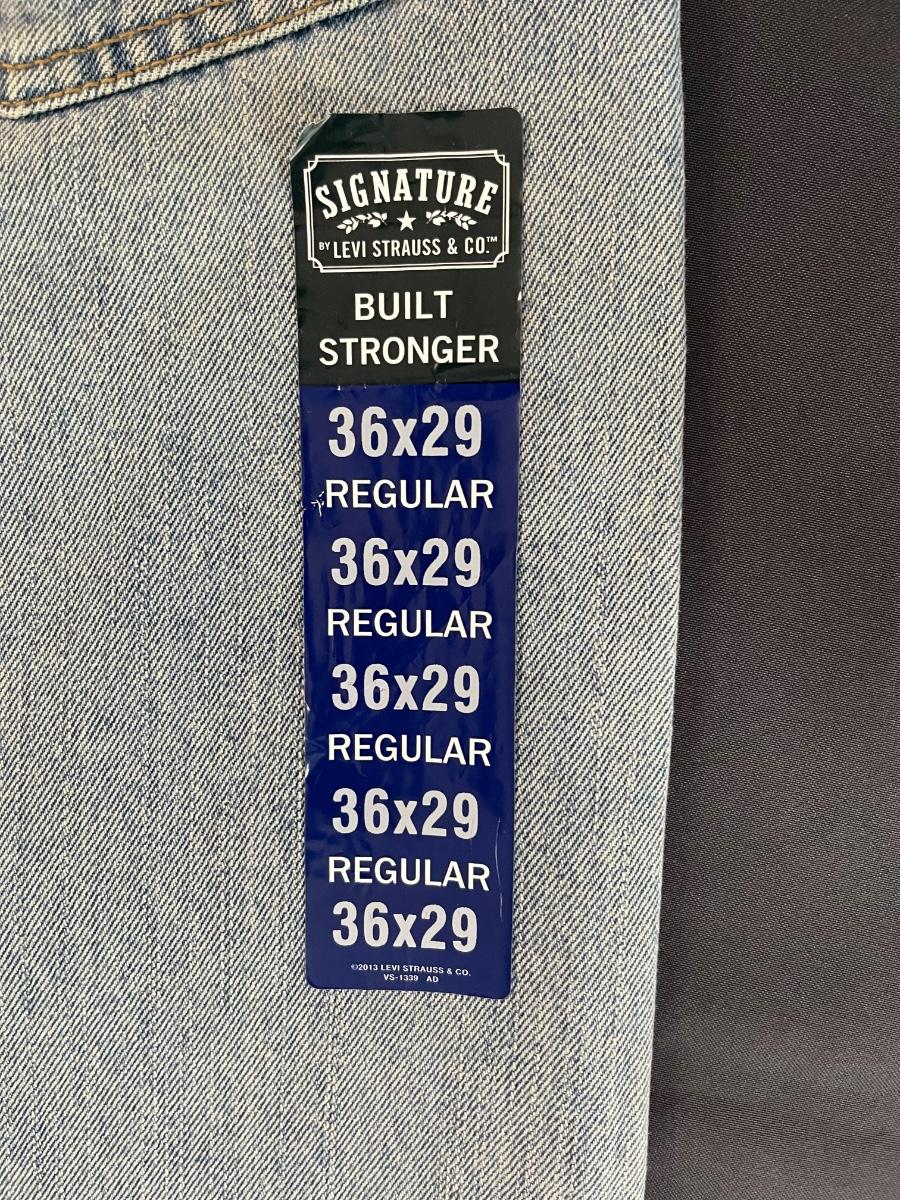 SIGNATURE
BY LEVI STRAUSS & CO.™
BUILT
STRONGER
36x29
REGULAR
36x29
REGULAR
36x29
REGULAR
36x29
REGULAR
36x29
©2013 LEVI STRAUSS & CO.
VS-1339 AD